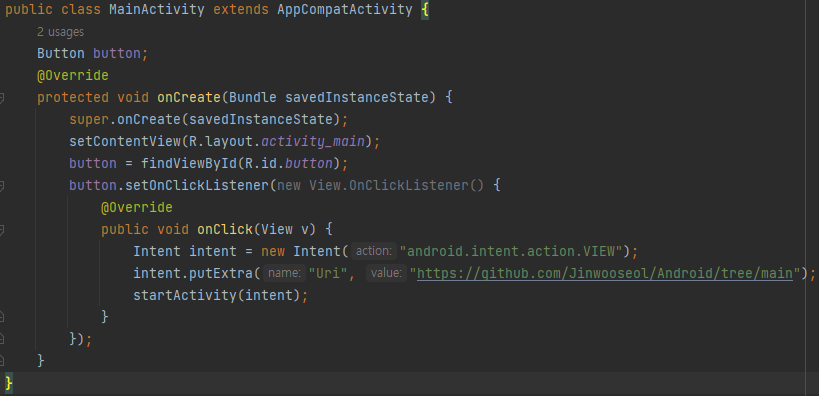 public class MainActivity extends AppCompatActivity {
2 usages
Button button;
@Override
protected void onCreate(Bundle savedInstanceState) {
super.onCreate(savedInstanceState);
setContentView(R.layout.activity_main);
button = findViewById(R.id.button);
button.setOnClickListener(new View.OnClickListener() {
@Override
public void onClick(View v) {
Intent intent = new Intent( action: "android.intent.action.VIEW");
intent.putExtra( name: "Uri", value: "https://github.com/Jinwooseol/Android/tree/main");
startActivity(intent);
}
});
}
}